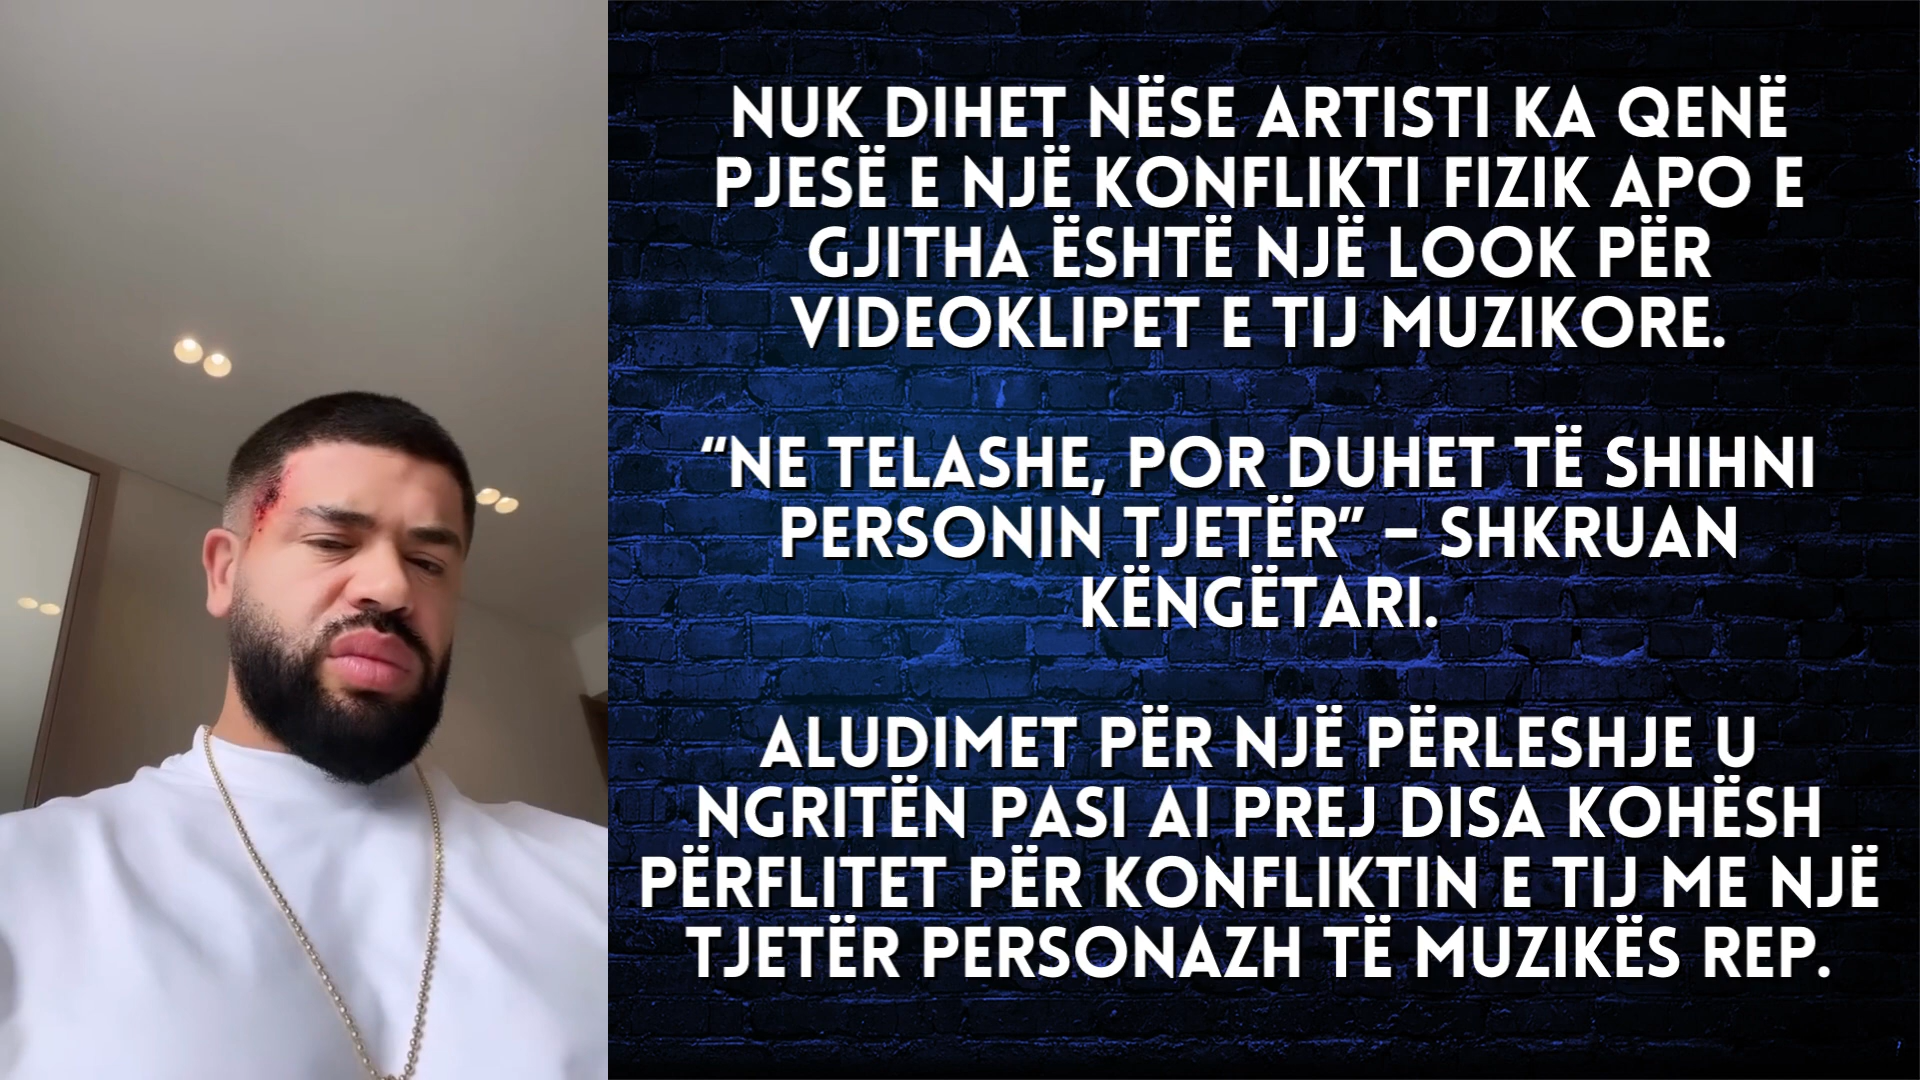 NUK DIHET NËSE ARTISTI KA QENË
PJESË E NJË KONFLIKTI FIZIK APO E
GJITHA ËSHTË NJË LOOK PËR
VIDEOKLIPET E TIJ MUZIKORE.
“NE TELASHE, POR DUHET TË SHIHNI
PERSONIN TJETËR” – SHKRUAN
KËNGËTARI.
ALUDIMET PËR NJË PËRLESHJE U
NGRITËN PASI AI PREJ DISA KOHËSH
PËRFLITET PËR KONFLIKTIN E TIJ ME NJË
TJETËR PERSONAZH TË MUZIKËS REP.